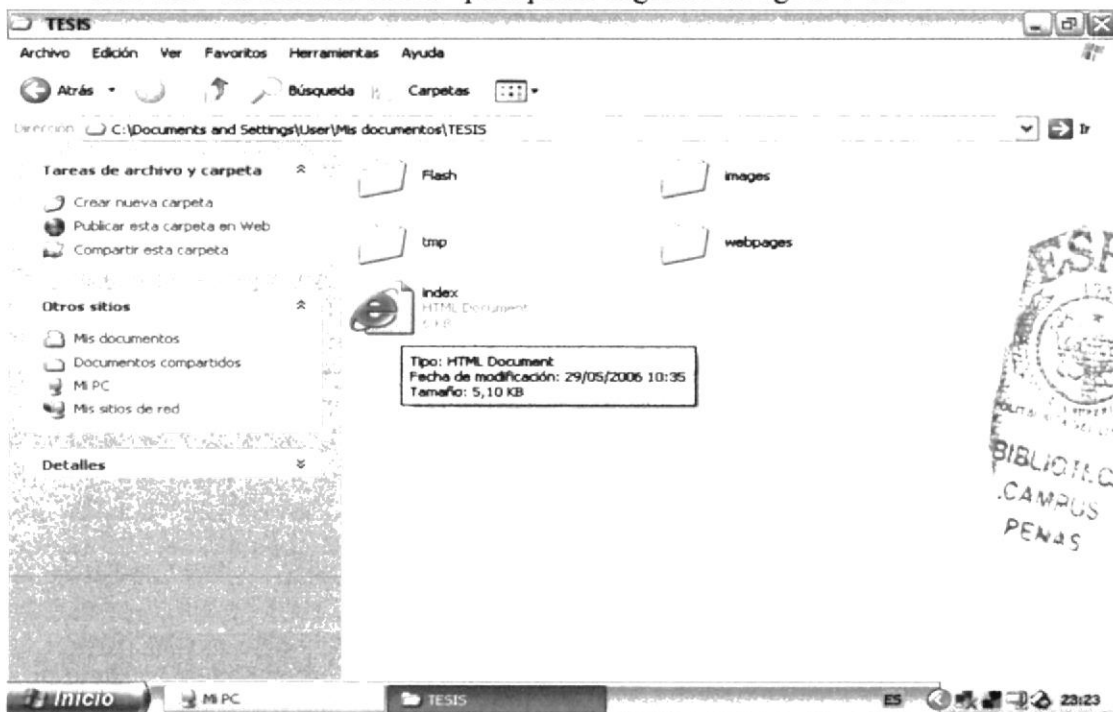 TESIS
Archivo Edición Ver Favoritos Herramientas Ayuda
Atrás Búsqueda Carpetas
Dirección C:\Documents and Settings\User\Mis documentos\TESIS Ir
Tareas de archivo y carpeta
Crear nueva carpeta
Publicar esta carpeta en Web
Compartir esta carpeta
Otros sitios
Mis documentos
Documentos compartidos
Mi PC
Mis sitios de red
Detalles
Flash
images
tmp
webpages
index
HTML Document
5 KB
Tipo: HTML Document
Fecha de modificación: 29/05/2006 10:35
Tamaño: 5,10 KB
CAMPUS
PEÑAS
Inicio Mi PC TESIS ES 23:23